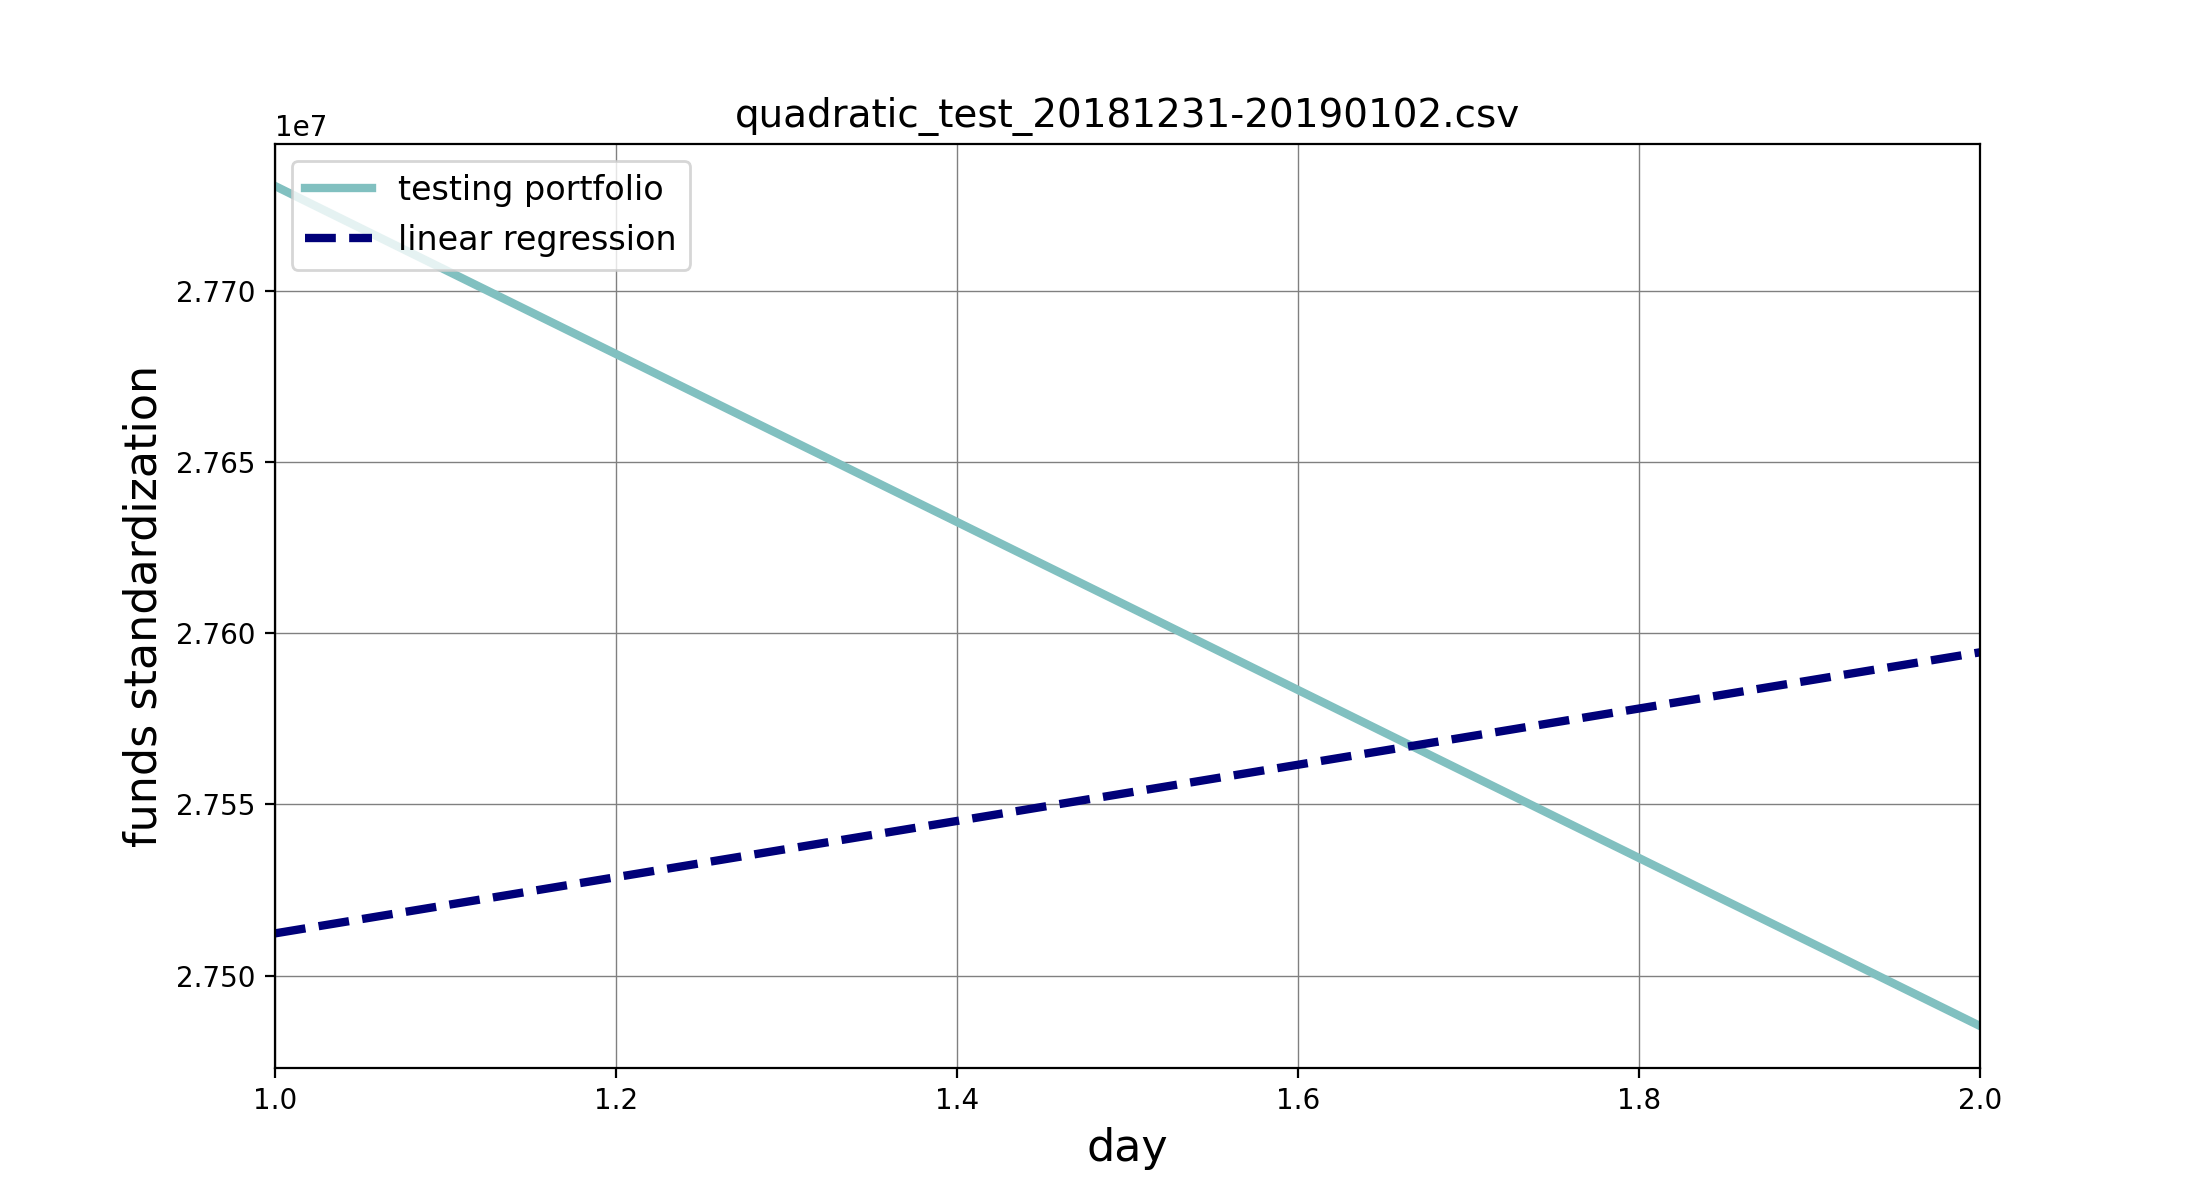 quadratic_test_20181231-20190102.csv
1e7
testing portfolio
linear regression
2.770
2.765
2.760
2.755
2.750
funds standardization
1.0 1.2 1.4 1.6 1.8 2.0
day